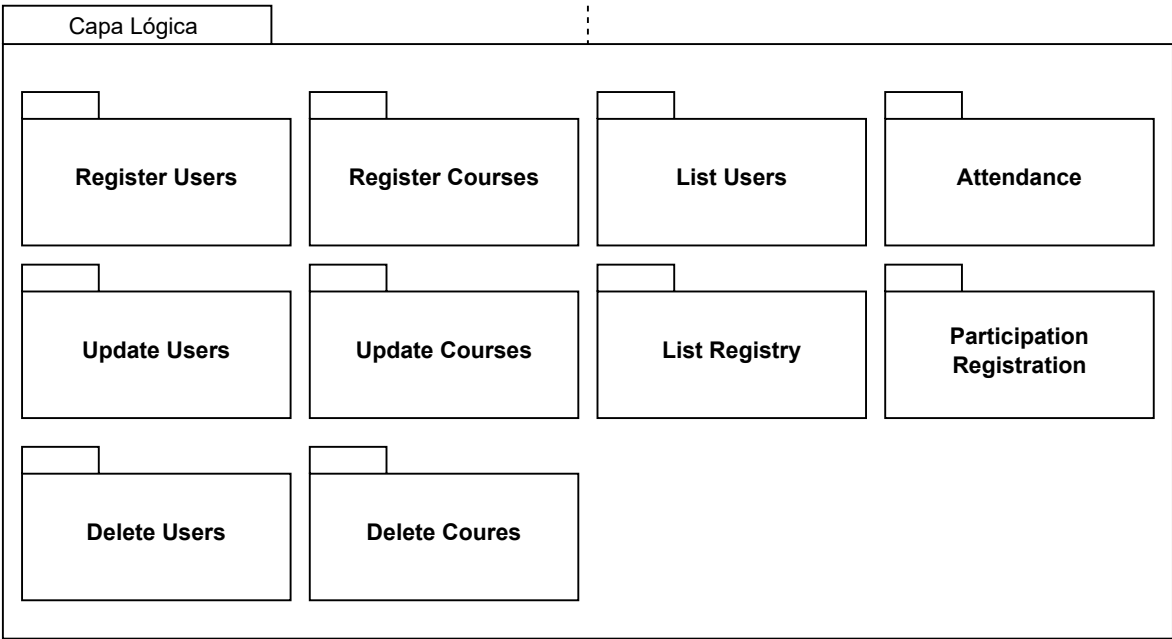 Capa Lógica
Register Users
Register Courses
List Users
Attendance
Update Users
Update Courses
List Registry
Participation
Registration
Delete Users
Delete Coures